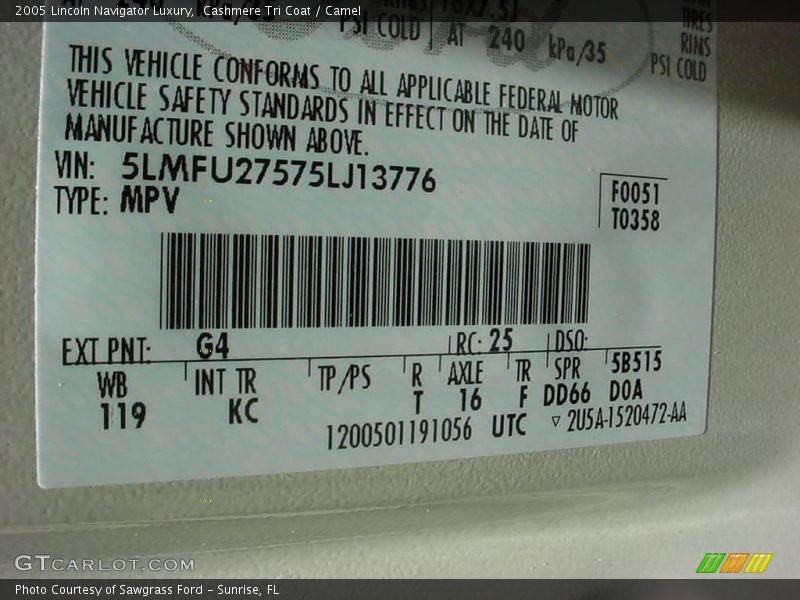 2005 Lincoln Navigator Luxury, Cashmere Tri Coat / Camel
PSI COLD AT 240 kPa/35
TIRES
RINS
PSI COLD
THIS VEHICLE CONFORMS TO ALL APPLICABLE FEDERAL MOTOR
VEHICLE SAFETY STANDARDS IN EFFECT ON THE DATE OF
MANUFACTURE SHOWN ABOVE.
VIN: 5LMFU27575LJ13776
TYPE: MPV
F0051
T0358
EXT PNT: G4 RC: 25 DSO:
WB INT TR TP/PS R AXLE TR SPR 5B515
119 KC T 16 F DD66 DOA
1200501191056 UTC ▽ 2U5A-1520472-AA
GTCARLOT.COM
Photo Courtesy of Sawgrass Ford - Sunrise, FL